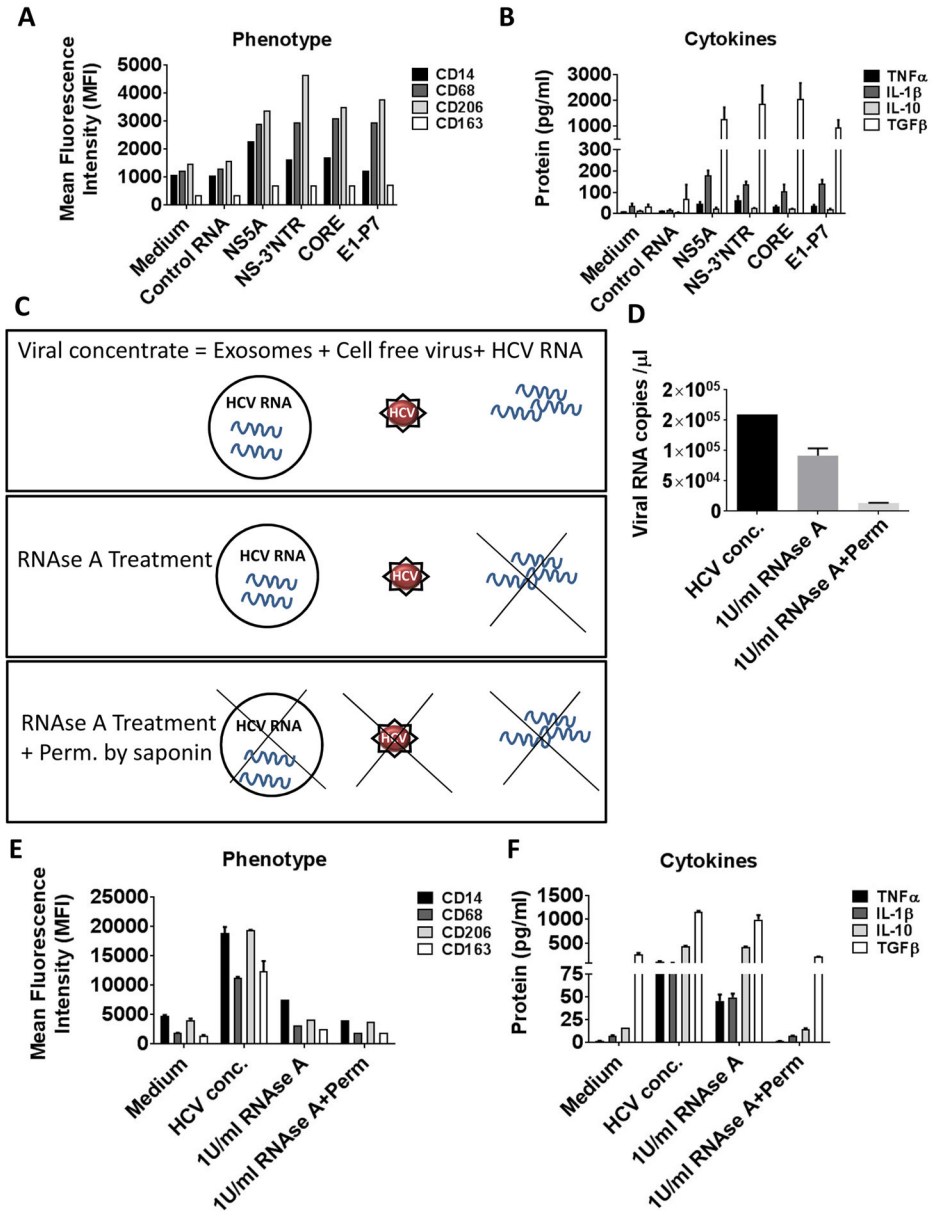 A
Phenotype
Mean Fluorescence
Intensity (MFI)
5000
4000
3000
2000
1000
0
CD14
CD68
CD206
CD163
Medium
Control RNA
NS5A
NS-3'NTR
CORE
E1-P7
B
Cytokines
Protein (pg/ml)
3000
2000
1000
200
100
0
TNFα
IL-1β
IL-10
TGFβ
Medium
Control RNA
NS5A
NS-3'NTR
CORE
E1-P7
C
Viral concentrate = Exosomes + Cell free virus+ HCV RNA
HCV RNA
HCV
RNAse A Treatment
HCV RNA
HCV
RNAse A Treatment
+ Perm. by saponin
HCV RNA
HCV
D
Viral RNA copies /µl
2×10⁰⁵
2×10⁰⁵
1×10⁰⁵
5×10⁰⁴
0
HCV conc.
1U/ml RNAse A
1U/ml RNAse A+Perm
E
Phenotype
Mean Fluorescence
Intensity (MFI)
25000
20000
15000
10000
5000
0
CD14
CD68
CD206
CD163
Medium
HCV conc.
1U/ml RNAse A
1U/ml RNAse A+Perm
F
Cytokines
Protein (pg/ml)
1500
1000
500
75
50
25
0
TNFα
IL-1β
IL-10
TGFβ
Medium
HCV conc.
1U/ml RNAse A
1U/ml RNAse A+Perm